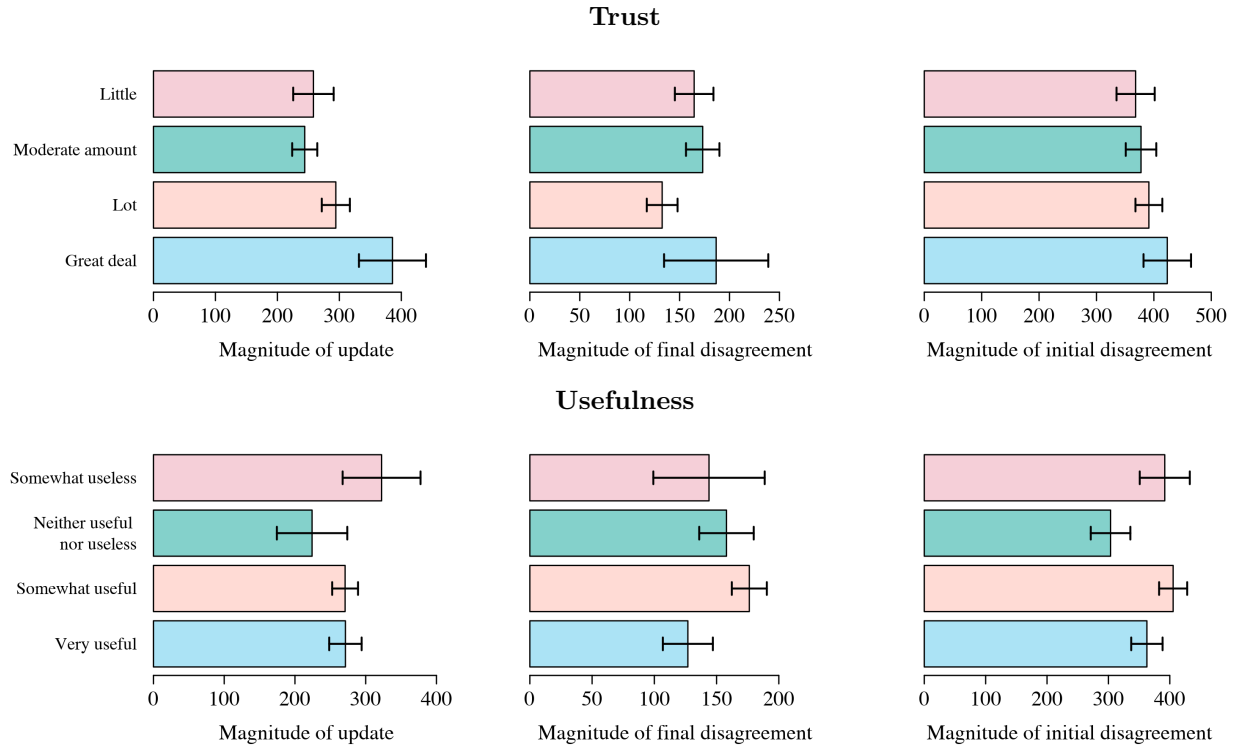 Trust
Little
Moderate amount
Lot
Great deal
0 100 200 300 400
0 50 100 150 200 250
0 100 200 300 400 500
Magnitude of update
Magnitude of final disagreement
Magnitude of initial disagreement
Usefulness
Somewhat useless
Neither useful
nor useless
Somewhat useful
Very useful
0 100 200 300 400
0 50 100 150 200
0 100 200 300 400
Magnitude of update
Magnitude of final disagreement
Magnitude of initial disagreement